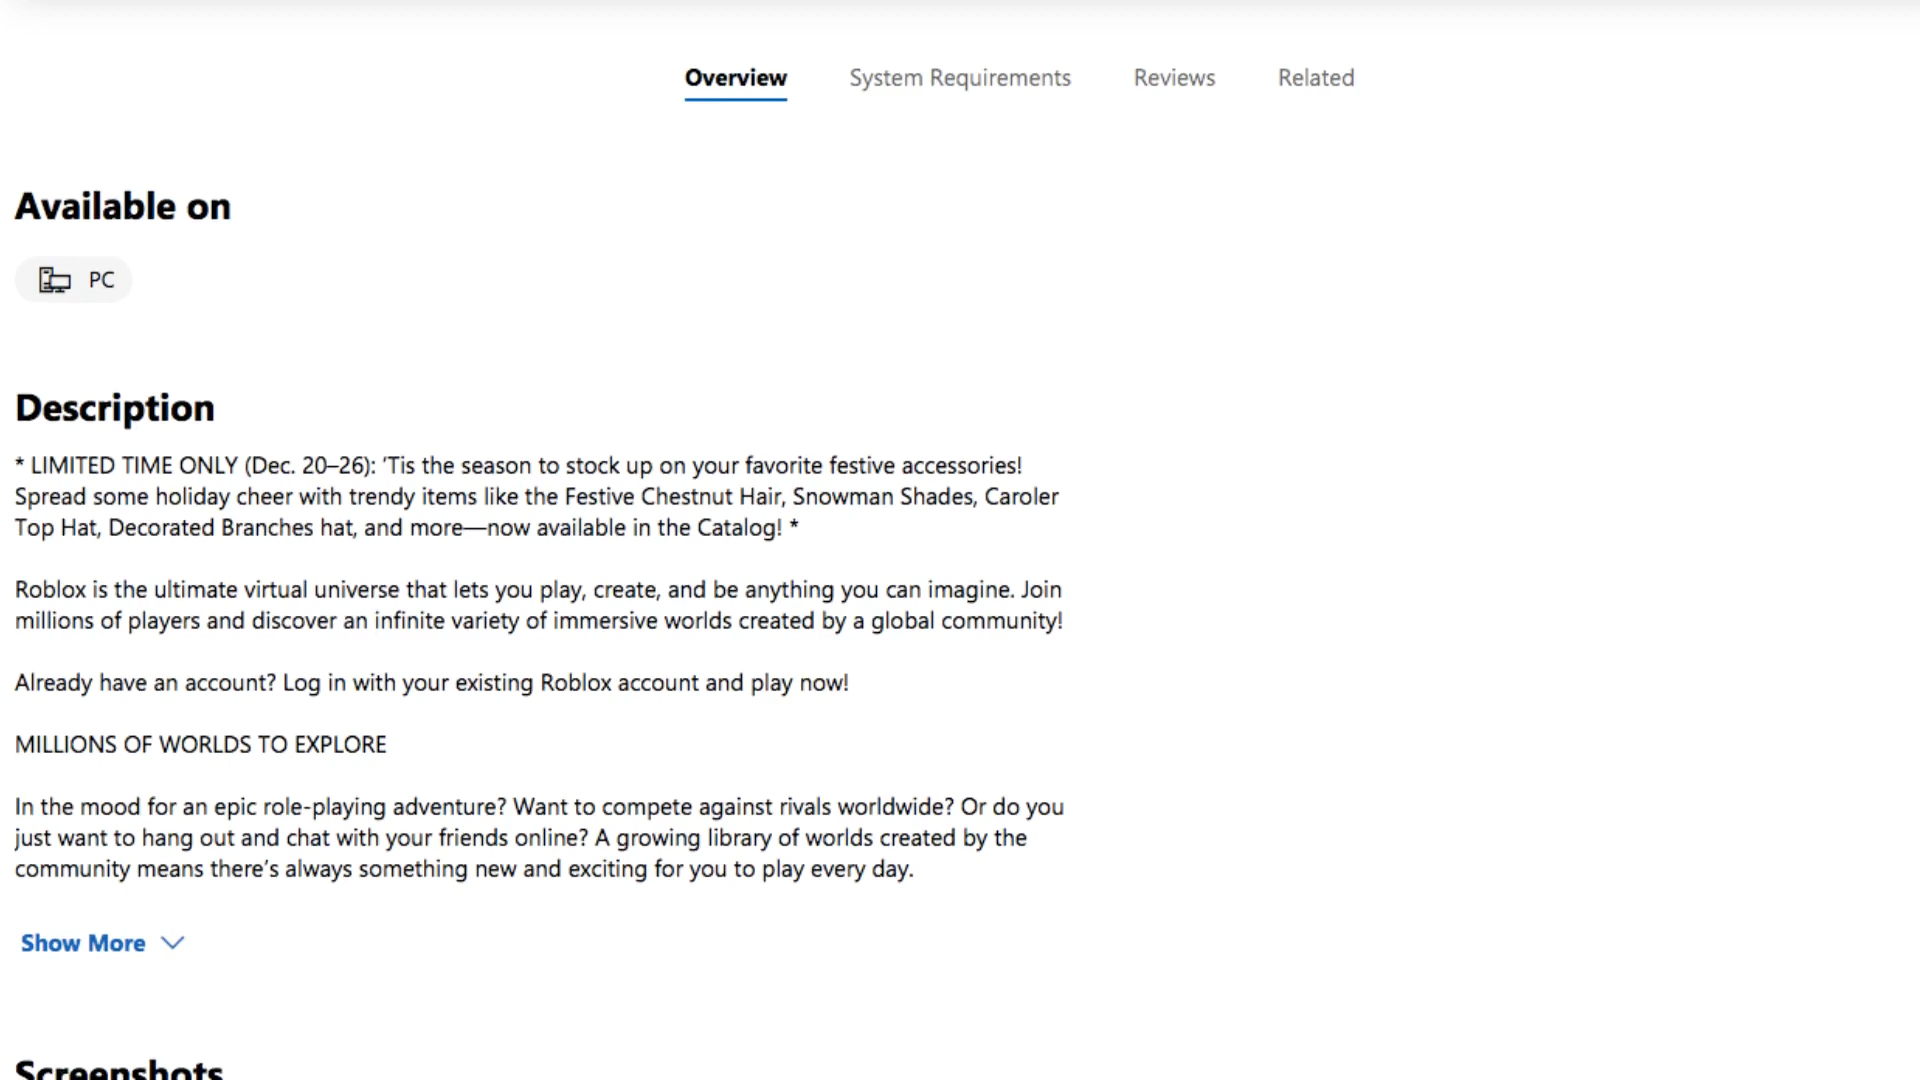 Overview System Requirements Reviews Related
Available on
PC
Description
* LIMITED TIME ONLY (Dec. 20–26): ‘Tis the season to stock up on your favorite festive accessories!
Spread some holiday cheer with trendy items like the Festive Chestnut Hair, Snowman Shades, Caroler
Top Hat, Decorated Branches hat, and more—now available in the Catalog! *
Roblox is the ultimate virtual universe that lets you play, create, and be anything you can imagine. Join
millions of players and discover an infinite variety of immersive worlds created by a global community!
Already have an account? Log in with your existing Roblox account and play now!
MILLIONS OF WORLDS TO EXPLORE
In the mood for an epic role-playing adventure? Want to compete against rivals worldwide? Or do you
just want to hang out and chat with your friends online? A growing library of worlds created by the
community means there’s always something new and exciting for you to play every day.
Show More
Screenshots